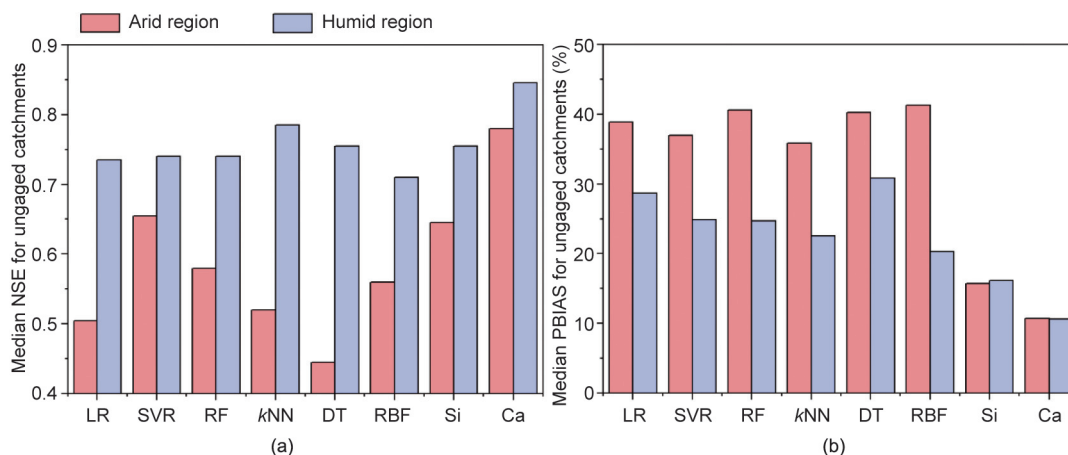 Arid region
Humid region
Median NSE for ungaged catchments
0.9
0.8
0.7
0.6
0.5
0.4
LR SVR RF kNN DT RBF Si Ca
(a)
Median PBIAS for ungaged catchments (%)
50
40
30
20
10
0
LR SVR RF kNN DT RBF Si Ca
(b)